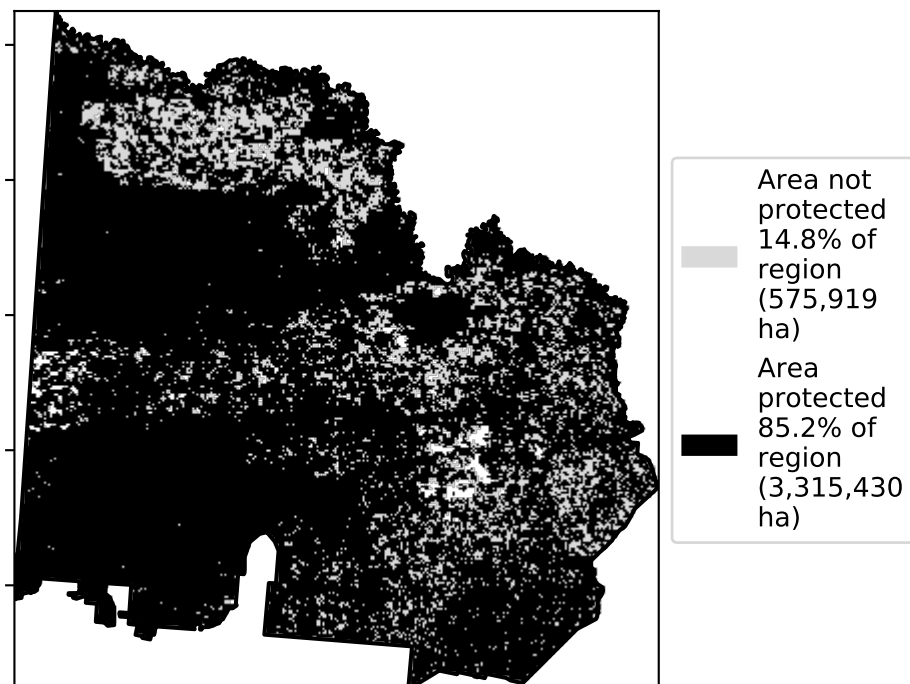 Area not
protected
14.8% of
region
(575,919
ha)
Area
protected
85.2% of
region
(3,315,430
ha)